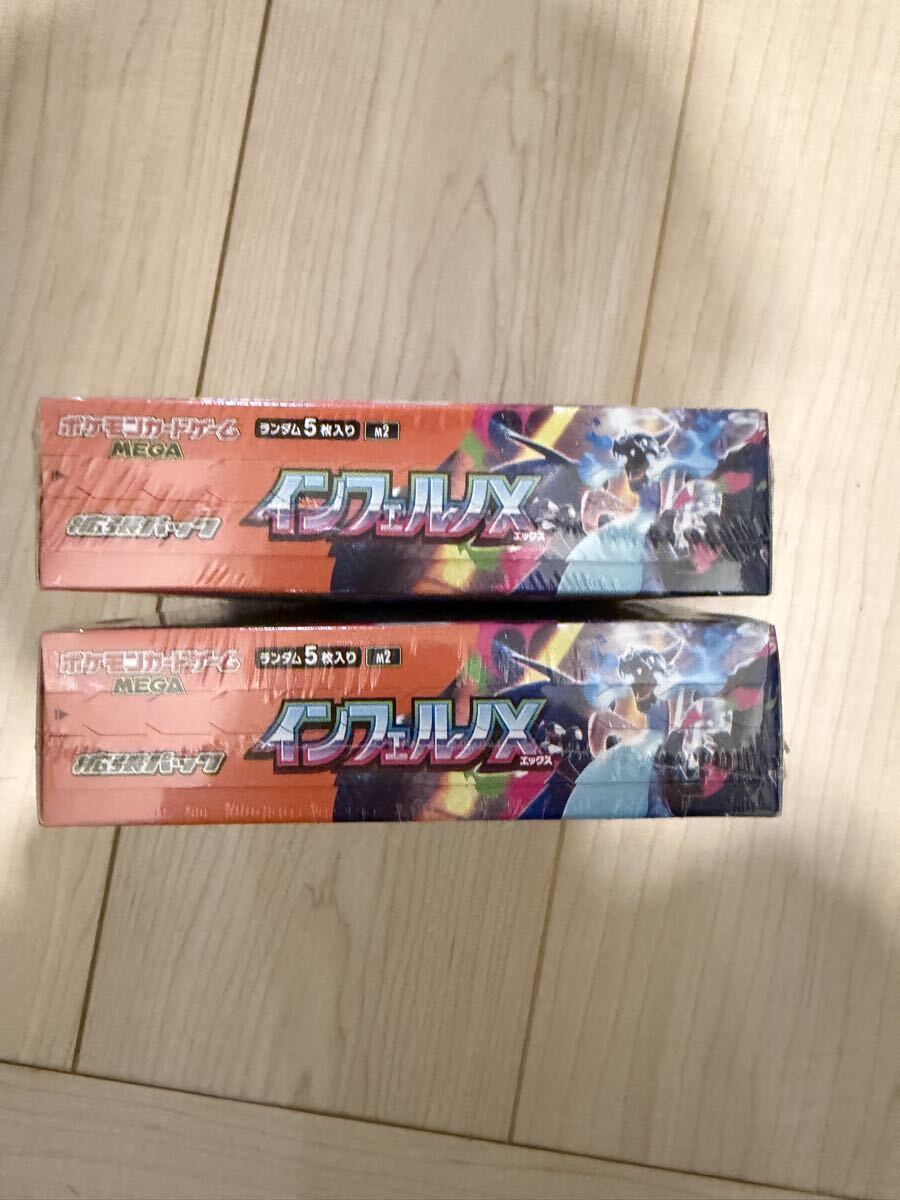 ポケモンカードゲーム
MEGA
ランダム5枚入り M2
拡張パック
インフェルノX
エックス
ポケモンカードゲーム
MEGA
ランダム5枚入り M2
拡張パック
インフェルノX
エックス